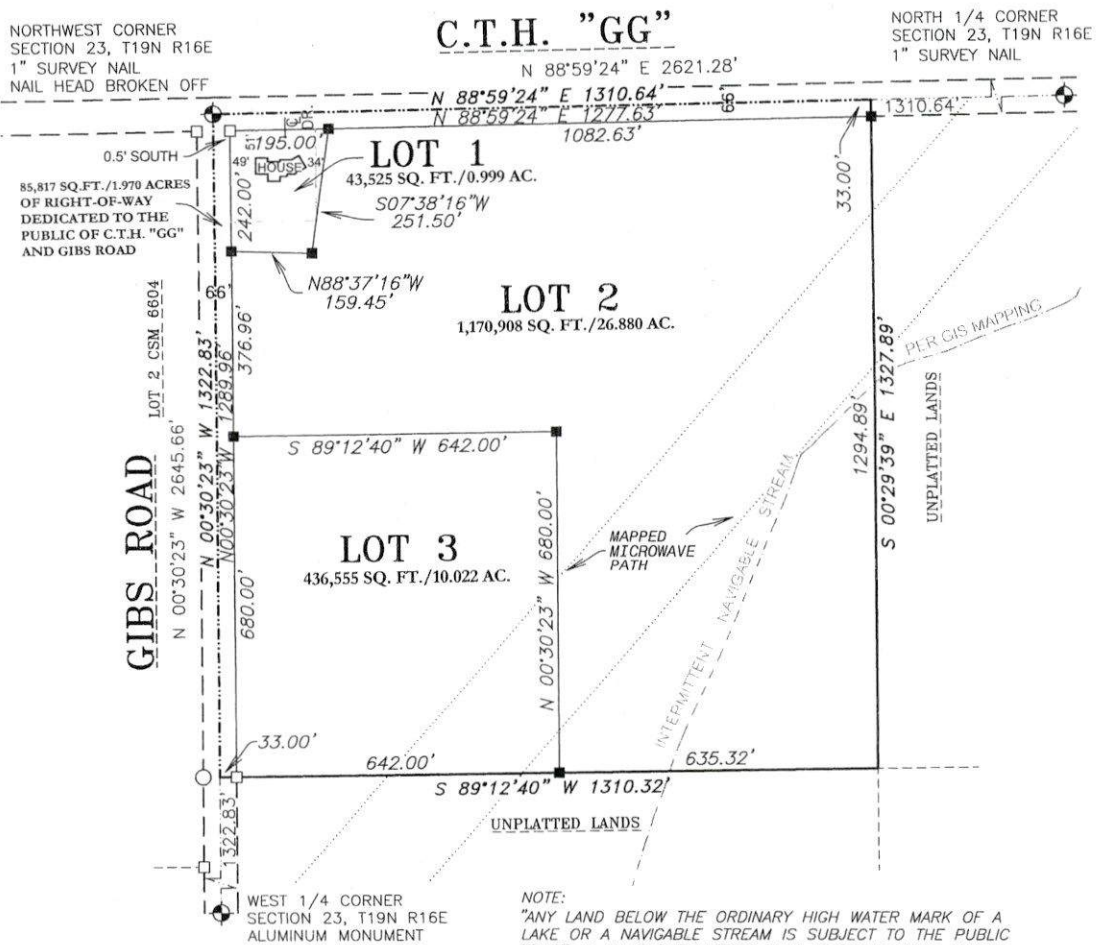 C.T.H. "GG"
NORTHWEST CORNER
SECTION 23, T19N R16E
1" SURVEY NAIL
NAIL HEAD BROKEN OFF
NORTH 1/4 CORNER
SECTION 23, T19N R16E
1" SURVEY NAIL
N 88°59'24" E 2621.28'
N 88°59'24" E 1310.64'
66'
1310.64'
N 88°59'24" E 1277.63'
195.00'
1082.63'
33.00'
0.5' SOUTH
51'
DR.
49'
HOUSE
34'
LOT 1
43,525 SQ. FT./0.999 AC.
85,817 SQ.FT./1.970 ACRES
OF RIGHT-OF-WAY
DEDICATED TO THE
PUBLIC OF C.T.H. "GG"
AND GIBS ROAD
242.00'
S07°38'16"W
251.50'
N88°37'16"W
159.45'
66'
LOT 2
1,170,908 SQ. FT./26.880 AC.
PER GIS MAPPING
LOT 2 CSM 6604
376.96'
N 00°30'23" W 1322.83'
N00°30'23"W 1289.96'
N 00°30'23" W 2645.66'
GIBS ROAD
S 89°12'40" W 642.00'
1294.89'
S 00°29'39" E 1327.89'
UNPLATTED LANDS
LOT 3
436,555 SQ. FT./10.022 AC.
680.00'
N 00°30'23" W 680.00'
MAPPED
MICROWAVE
PATH
INTERMITTENT NAVIGABLE STREAM
33.00'
642.00'
635.32'
S 89°12'40" W 1310.32'
UNPLATTED LANDS
1322.83'
WEST 1/4 CORNER
SECTION 23, T19N R16E
ALUMINUM MONUMENT
NOTE:
"ANY LAND BELOW THE ORDINARY HIGH WATER MARK OF A
LAKE OR A NAVIGABLE STREAM IS SUBJECT TO THE PUBLIC